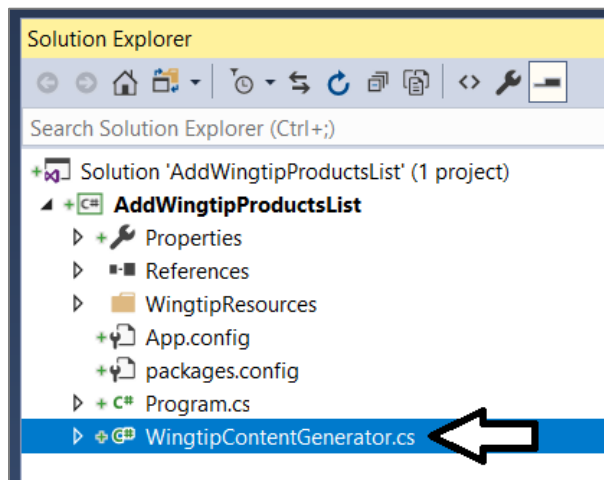 Solution Explorer
Search Solution Explorer (Ctrl+;)
Solution 'AddWingtipProductsList' (1 project)
C# AddWingtipProductsList
Properties
References
WingtipResources
App.config
packages.config
C# Program.cs
C# WingtipContentGenerator.cs